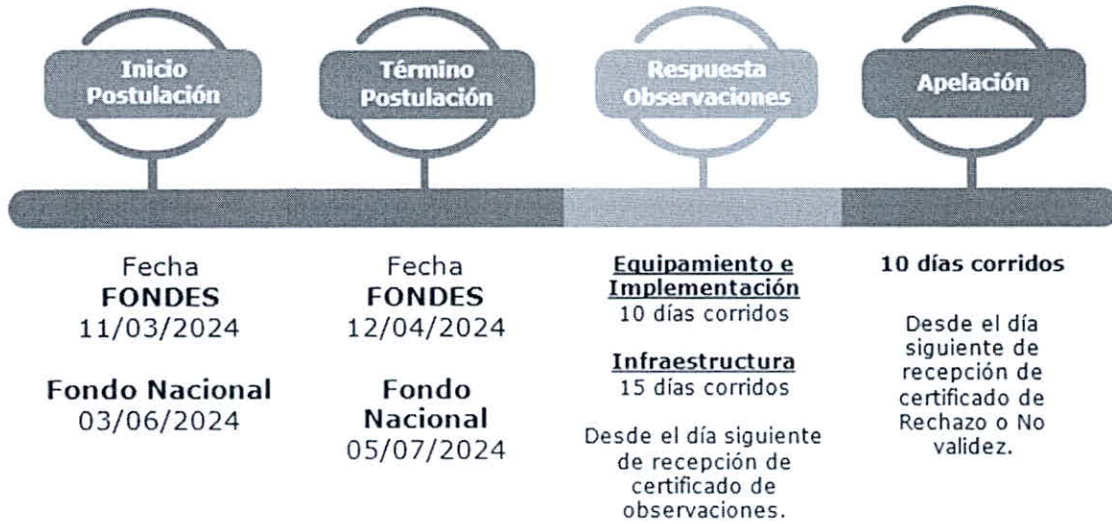 Inicio
Postulación
Término
Postulación
Respuesta
Observaciones
Apelación
Fecha
FONDES
11/03/2024
Fondo Nacional
03/06/2024
Fecha
FONDES
12/04/2024
Fondo
Nacional
05/07/2024
Equipamiento e
Implementación
10 días corridos
Infraestructura
15 días corridos
Desde el día siguiente
de recepción de
certificado de
observaciones.
10 días corridos
Desde el día
siguiente de
recepción de
certificado de
Rechazo o No
validez.